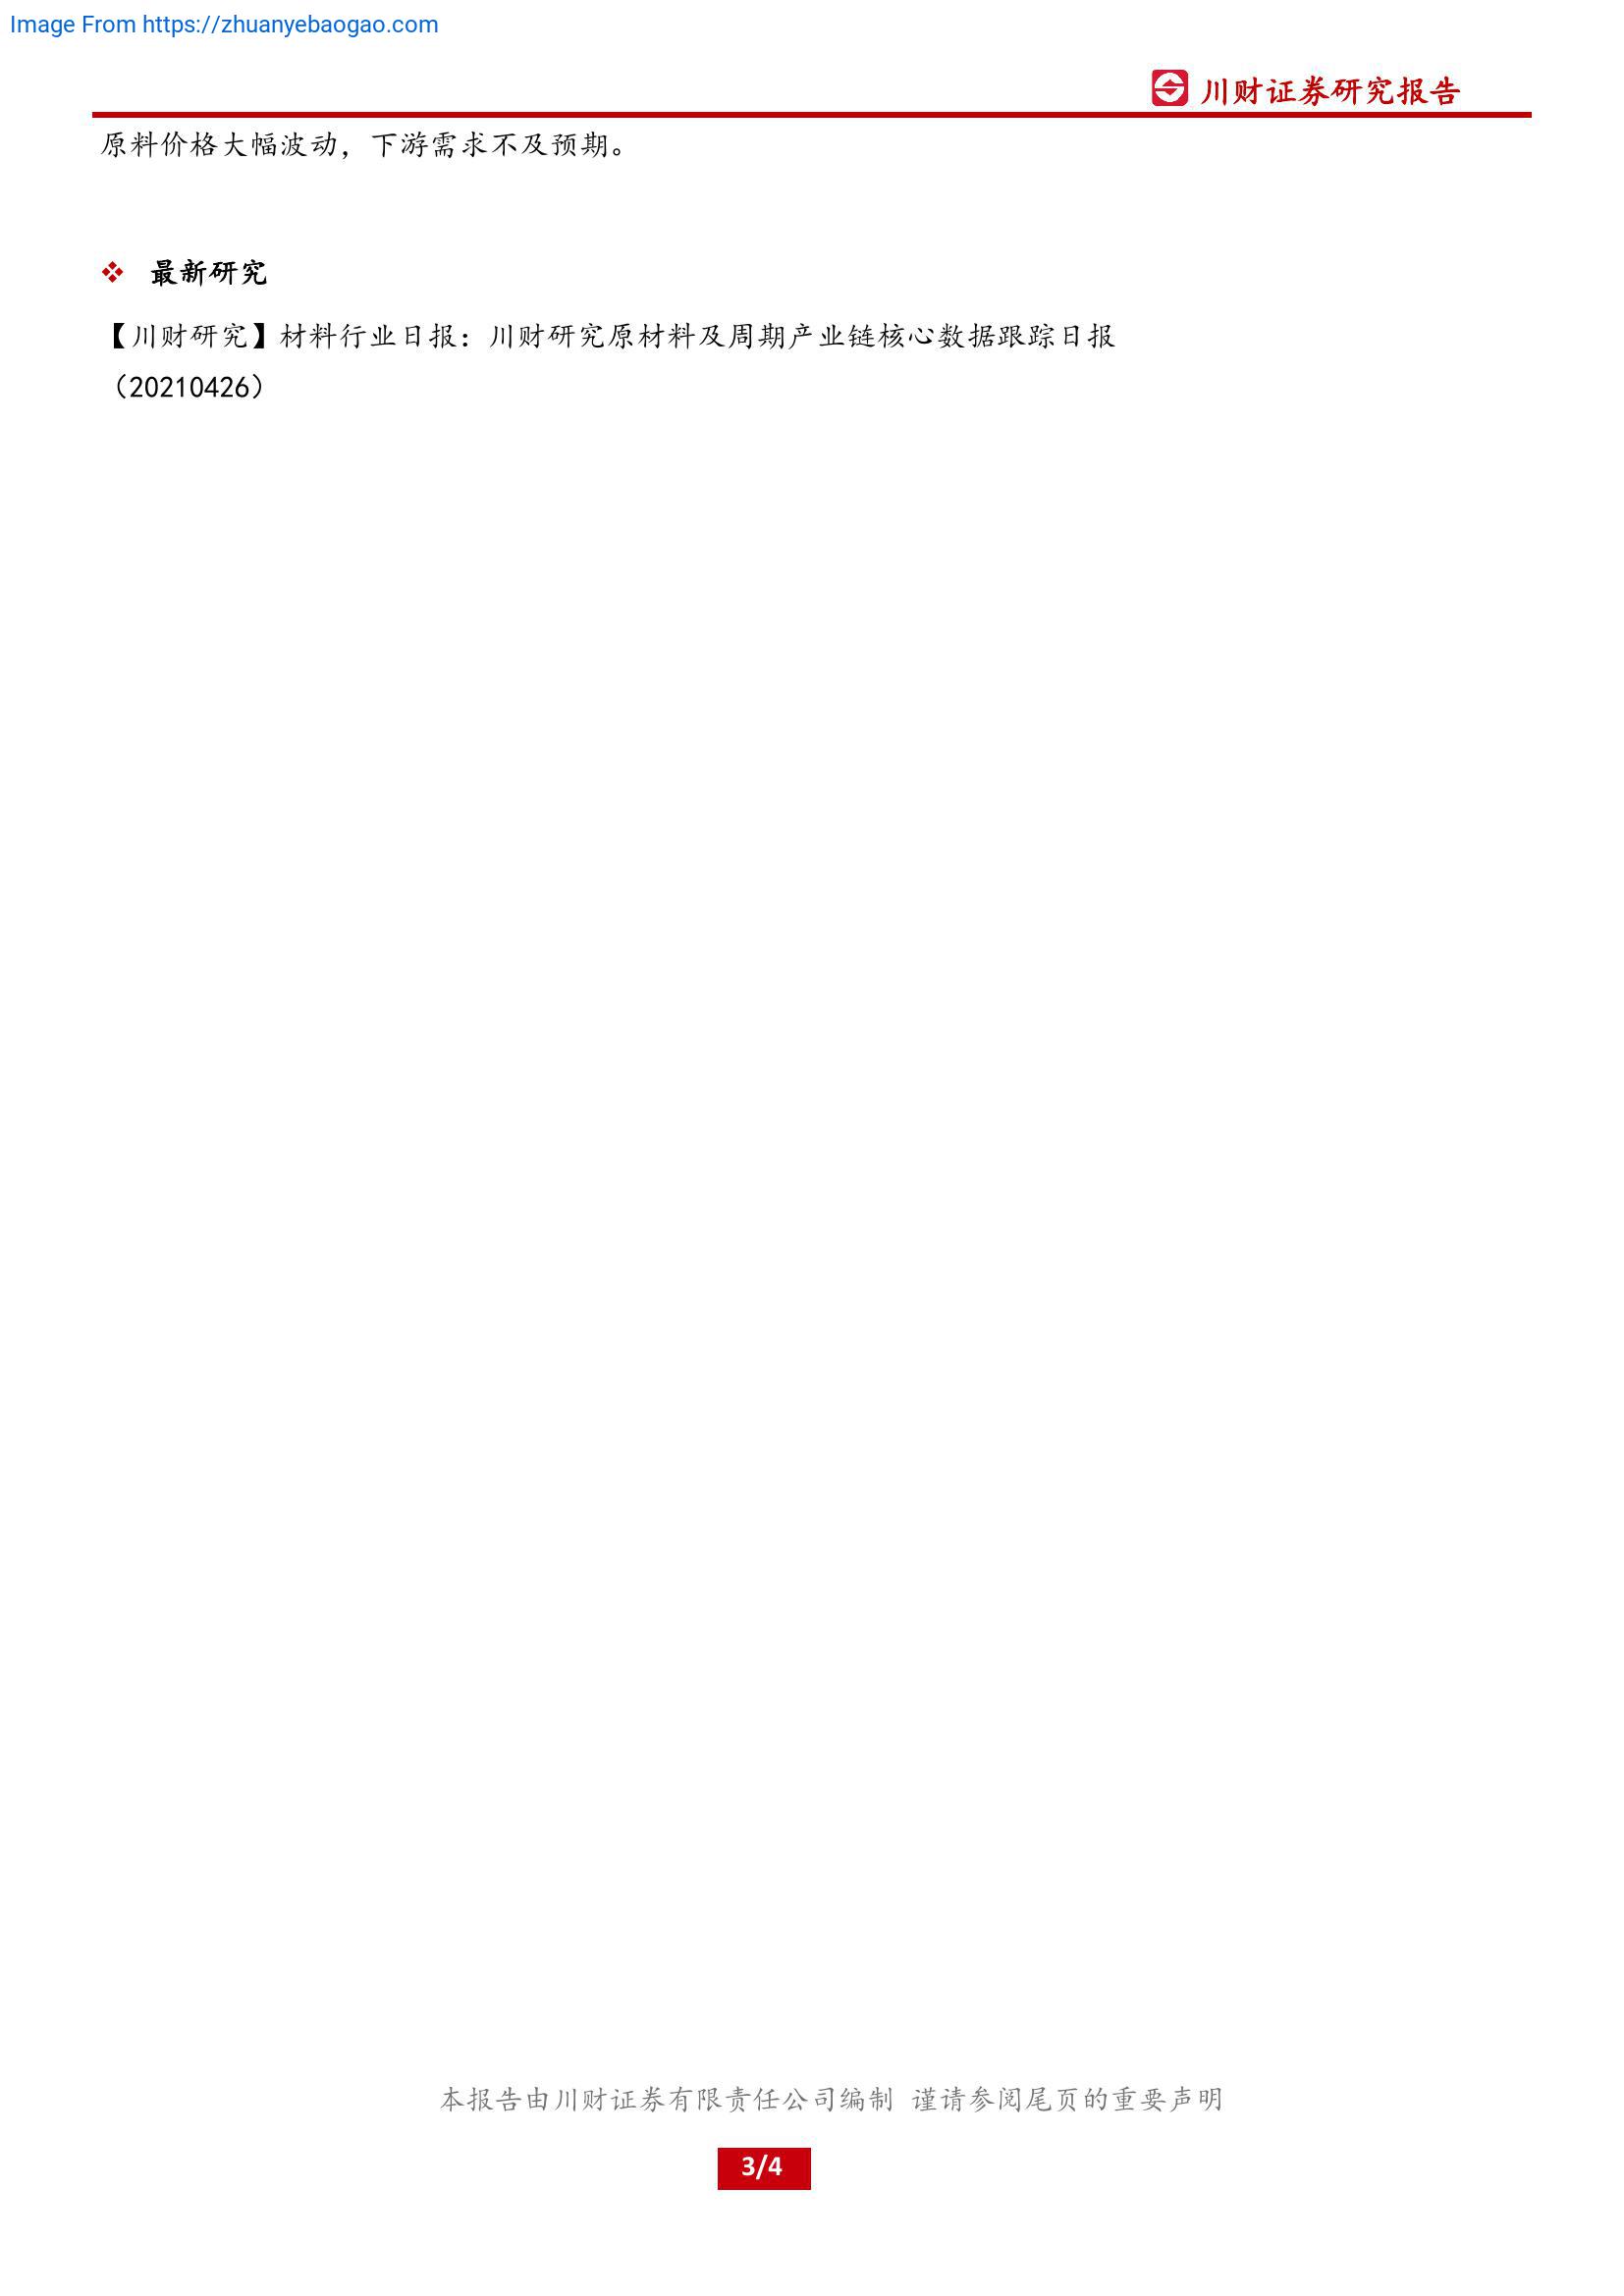 Image From https://zhuanyebaogao.com
川财证券研究报告
原料价格大幅波动，下游需求不及预期。
❖ 最新研究
【川财研究】材料行业日报：川财研究原材料及周期产业链核心数据跟踪日报
（20210426）
本报告由川财证券有限责任公司编制 谨请参阅尾页的重要声明
3/4